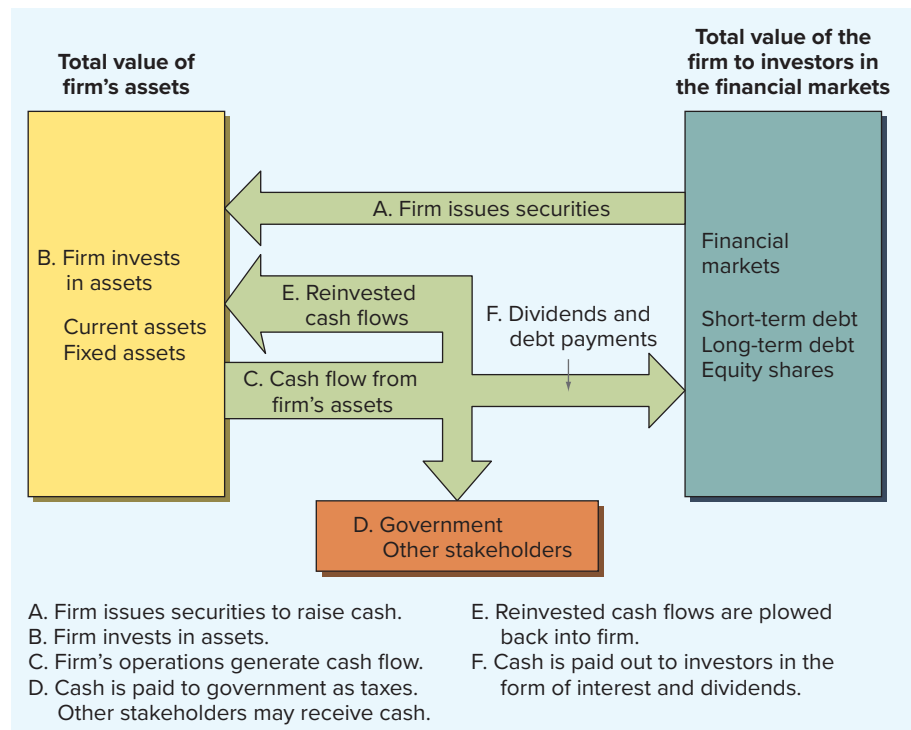 Total value of
firm's assets
Total value of the
firm to investors in
the financial markets
A. Firm issues securities
B. Firm invests
in assets
Current assets
Fixed assets
E. Reinvested
cash flows
F. Dividends and
debt payments
C. Cash flow from
firm's assets
Financial
markets
Short-term debt
Long-term debt
Equity shares
D. Government
Other stakeholders
A. Firm issues securities to raise cash.
B. Firm invests in assets.
C. Firm's operations generate cash flow.
D. Cash is paid to government as taxes.
Other stakeholders may receive cash.
E. Reinvested cash flows are plowed
back into firm.
F. Cash is paid out to investors in the
form of interest and dividends.